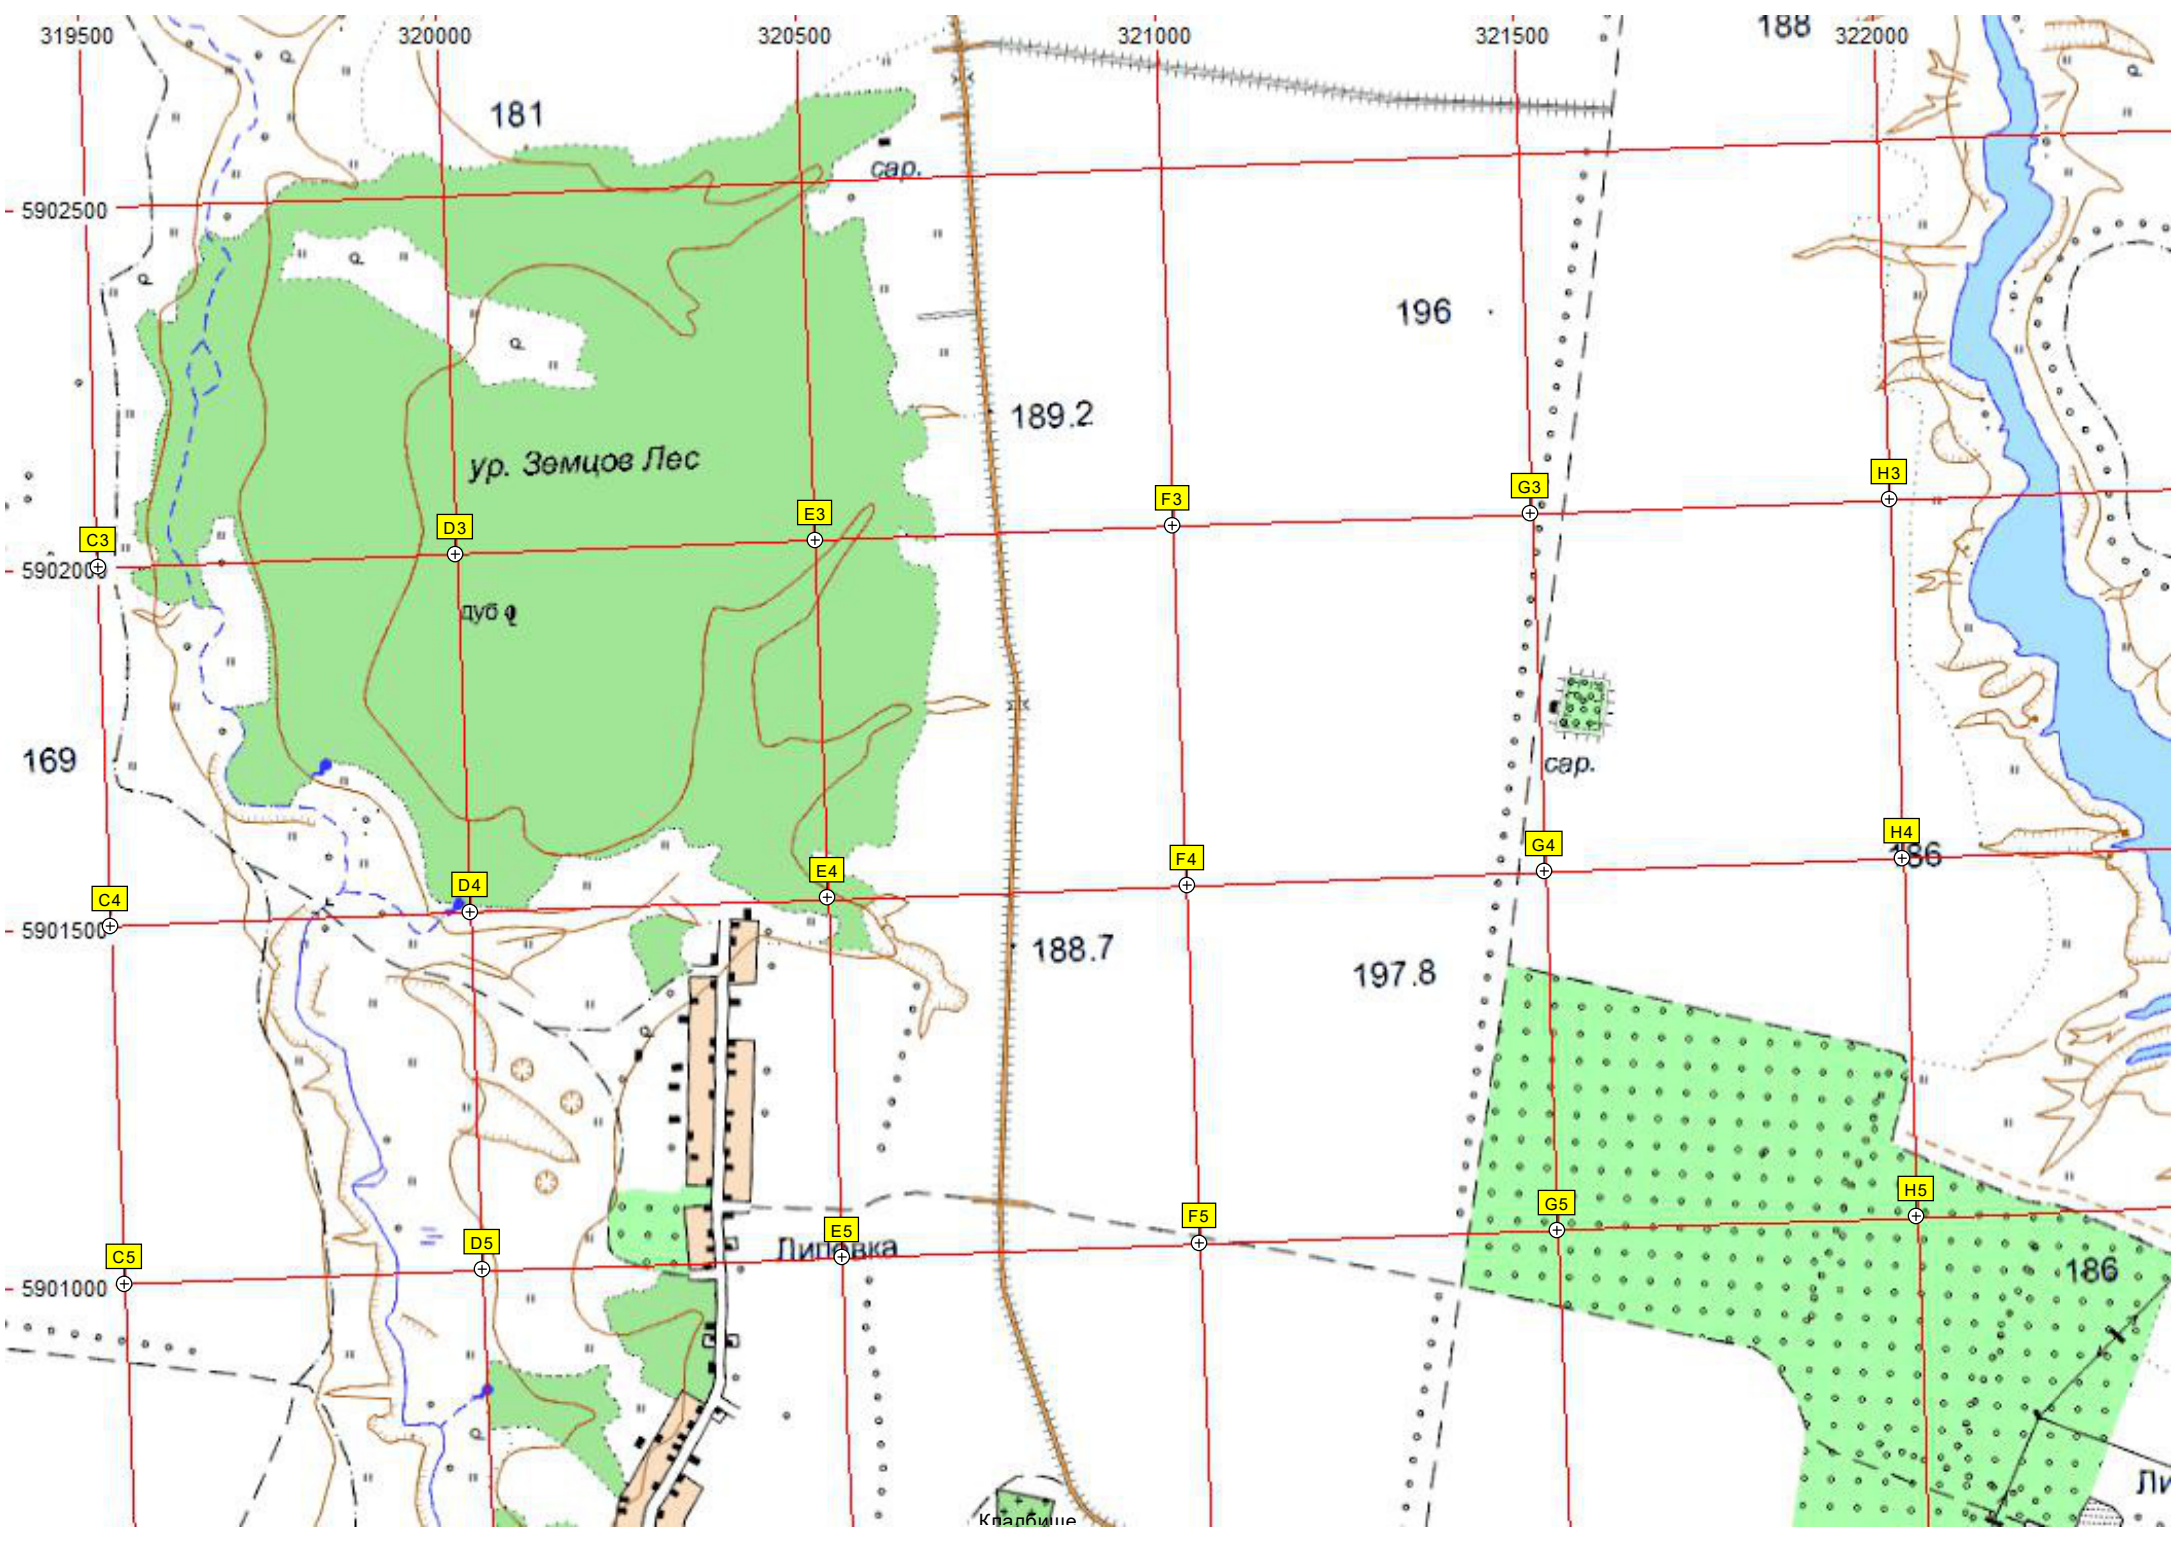 319500 320000 320500 321000 321500 188 322000
181
сар.
5902500
196
189.2
ур. Земцов Лес
H3
G3
F3
E3
D3
C3
5902000
дуб
169
сар.
H4
186
G4
F4
E4
D4
C4
5901500
188.7
197.8
H5
G5
F5
E5
Липовка
D5
C5
5901000
186
Ли
Кладбище